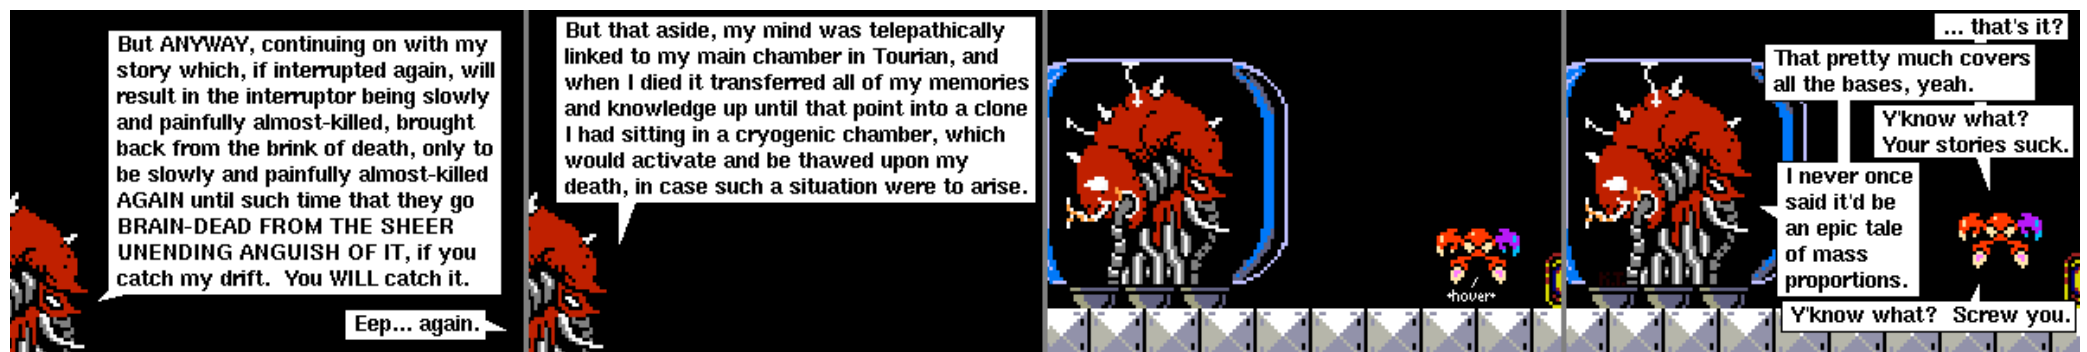 But ANYWAY, continuing on with my
story which, if interrupted again, will
result in the interruptor being slowly
and painfully almost-killed, brought
back from the brink of death, only to
be slowly and painfully almost-killed
AGAIN until such time that they go
BRAIN-DEAD FROM THE SHEER
UNENDING ANGUISH OF IT, if you
catch my drift.  You WILL catch it.
Eep... again.
But that aside, my mind was telepathically
linked to my main chamber in Tourian, and
when I died it transferred all of my memories
and knowledge up until that point into a clone
I had sitting in a cryogenic chamber, which
would activate and be thawed upon my
death, in case such a situation were to arise.
*hover*
... that's it?
That pretty much covers
all the bases, yeah.
Y'know what?
Your stories suck.
I never once
said it'd be
an epic tale
of mass
proportions.
Y'know what?  Screw you.